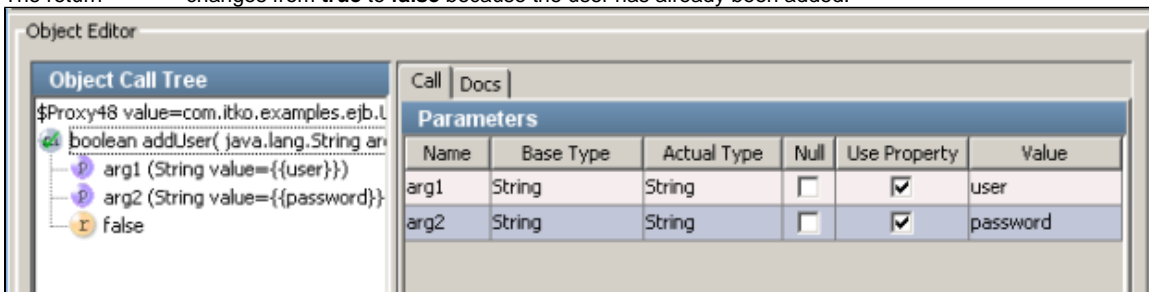 The return changes from true to false because the user has already been added.
Object Editor
Object Call Tree
$Proxy48 value=com.itko.examples.ejb.U
boolean addUser( java.lang.String ar
arg1 (String value={{user}})
arg2 (String value={{password}}
r false
Call Docs
Parameters
Name Base Type Actual Type Null Use Property Value
arg1 String String user
arg2 String String password